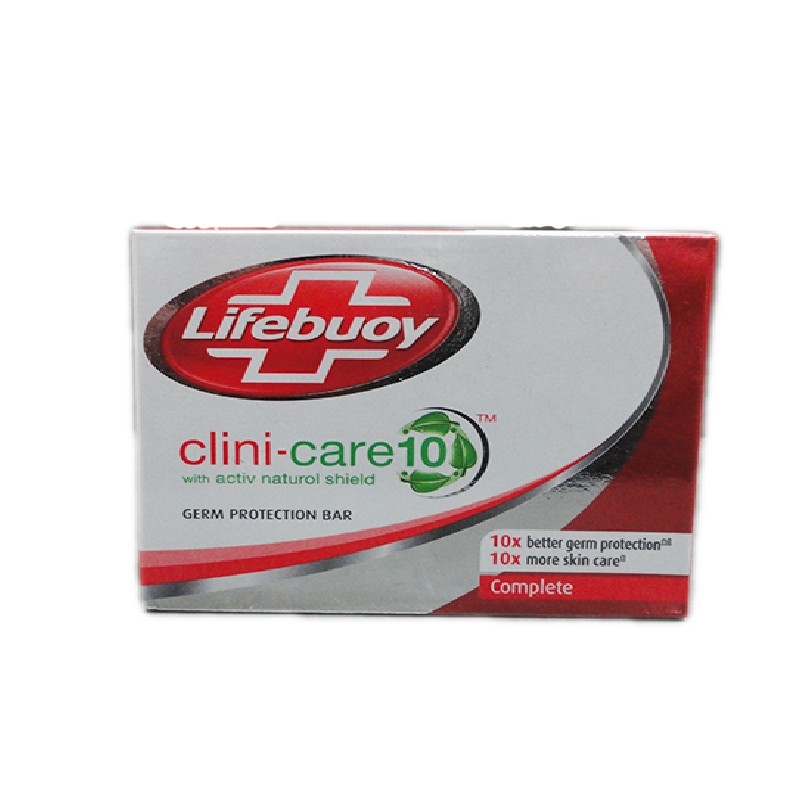 Lifebuoy
clini-care10 ™
with activ naturol shield
GERM PROTECTION BAR
10x better germ protection
10x more skin care
Complete